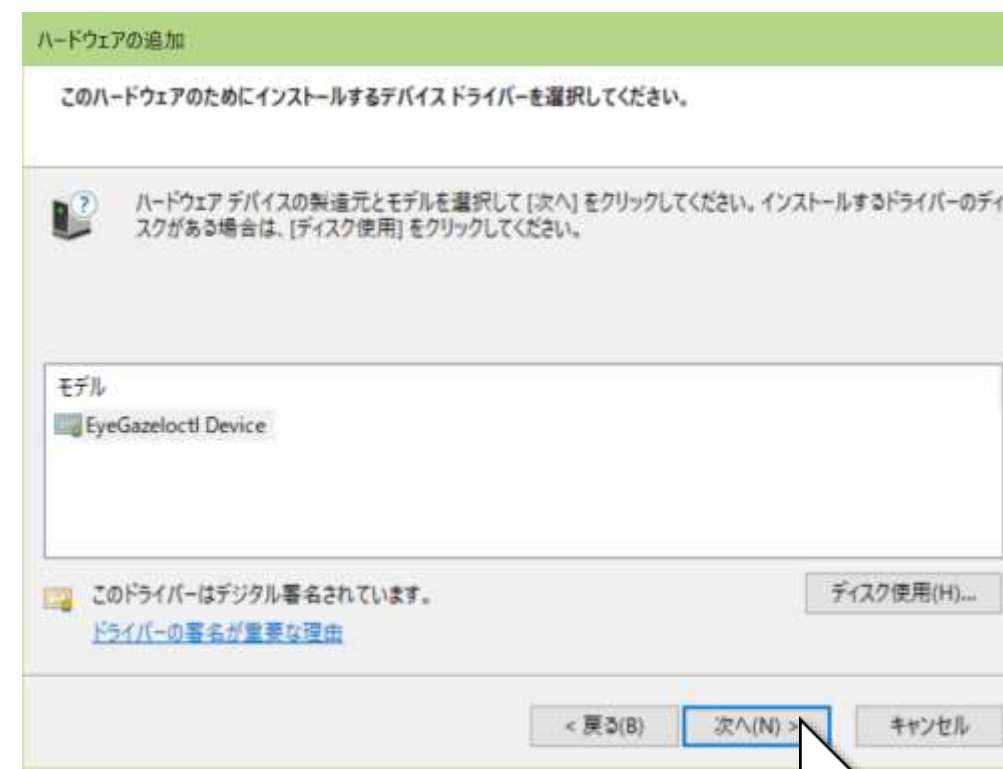 ハードウェアの追加
このハードウェアのためにインストールするデバイス ドライバーを選択してください。
ハードウェア デバイスの製造元とモデルを選択して [次へ] をクリックしてください。インストールするドライバーのディ
スクがある場合は、[ディスク使用] をクリックしてください。
モデル
EyeGazeIoctl Device
このドライバーはデジタル署名されています。
ディスク使用(H)...
ドライバーの署名が重要な理由
< 戻る(B)
次へ(N) >
キャンセル